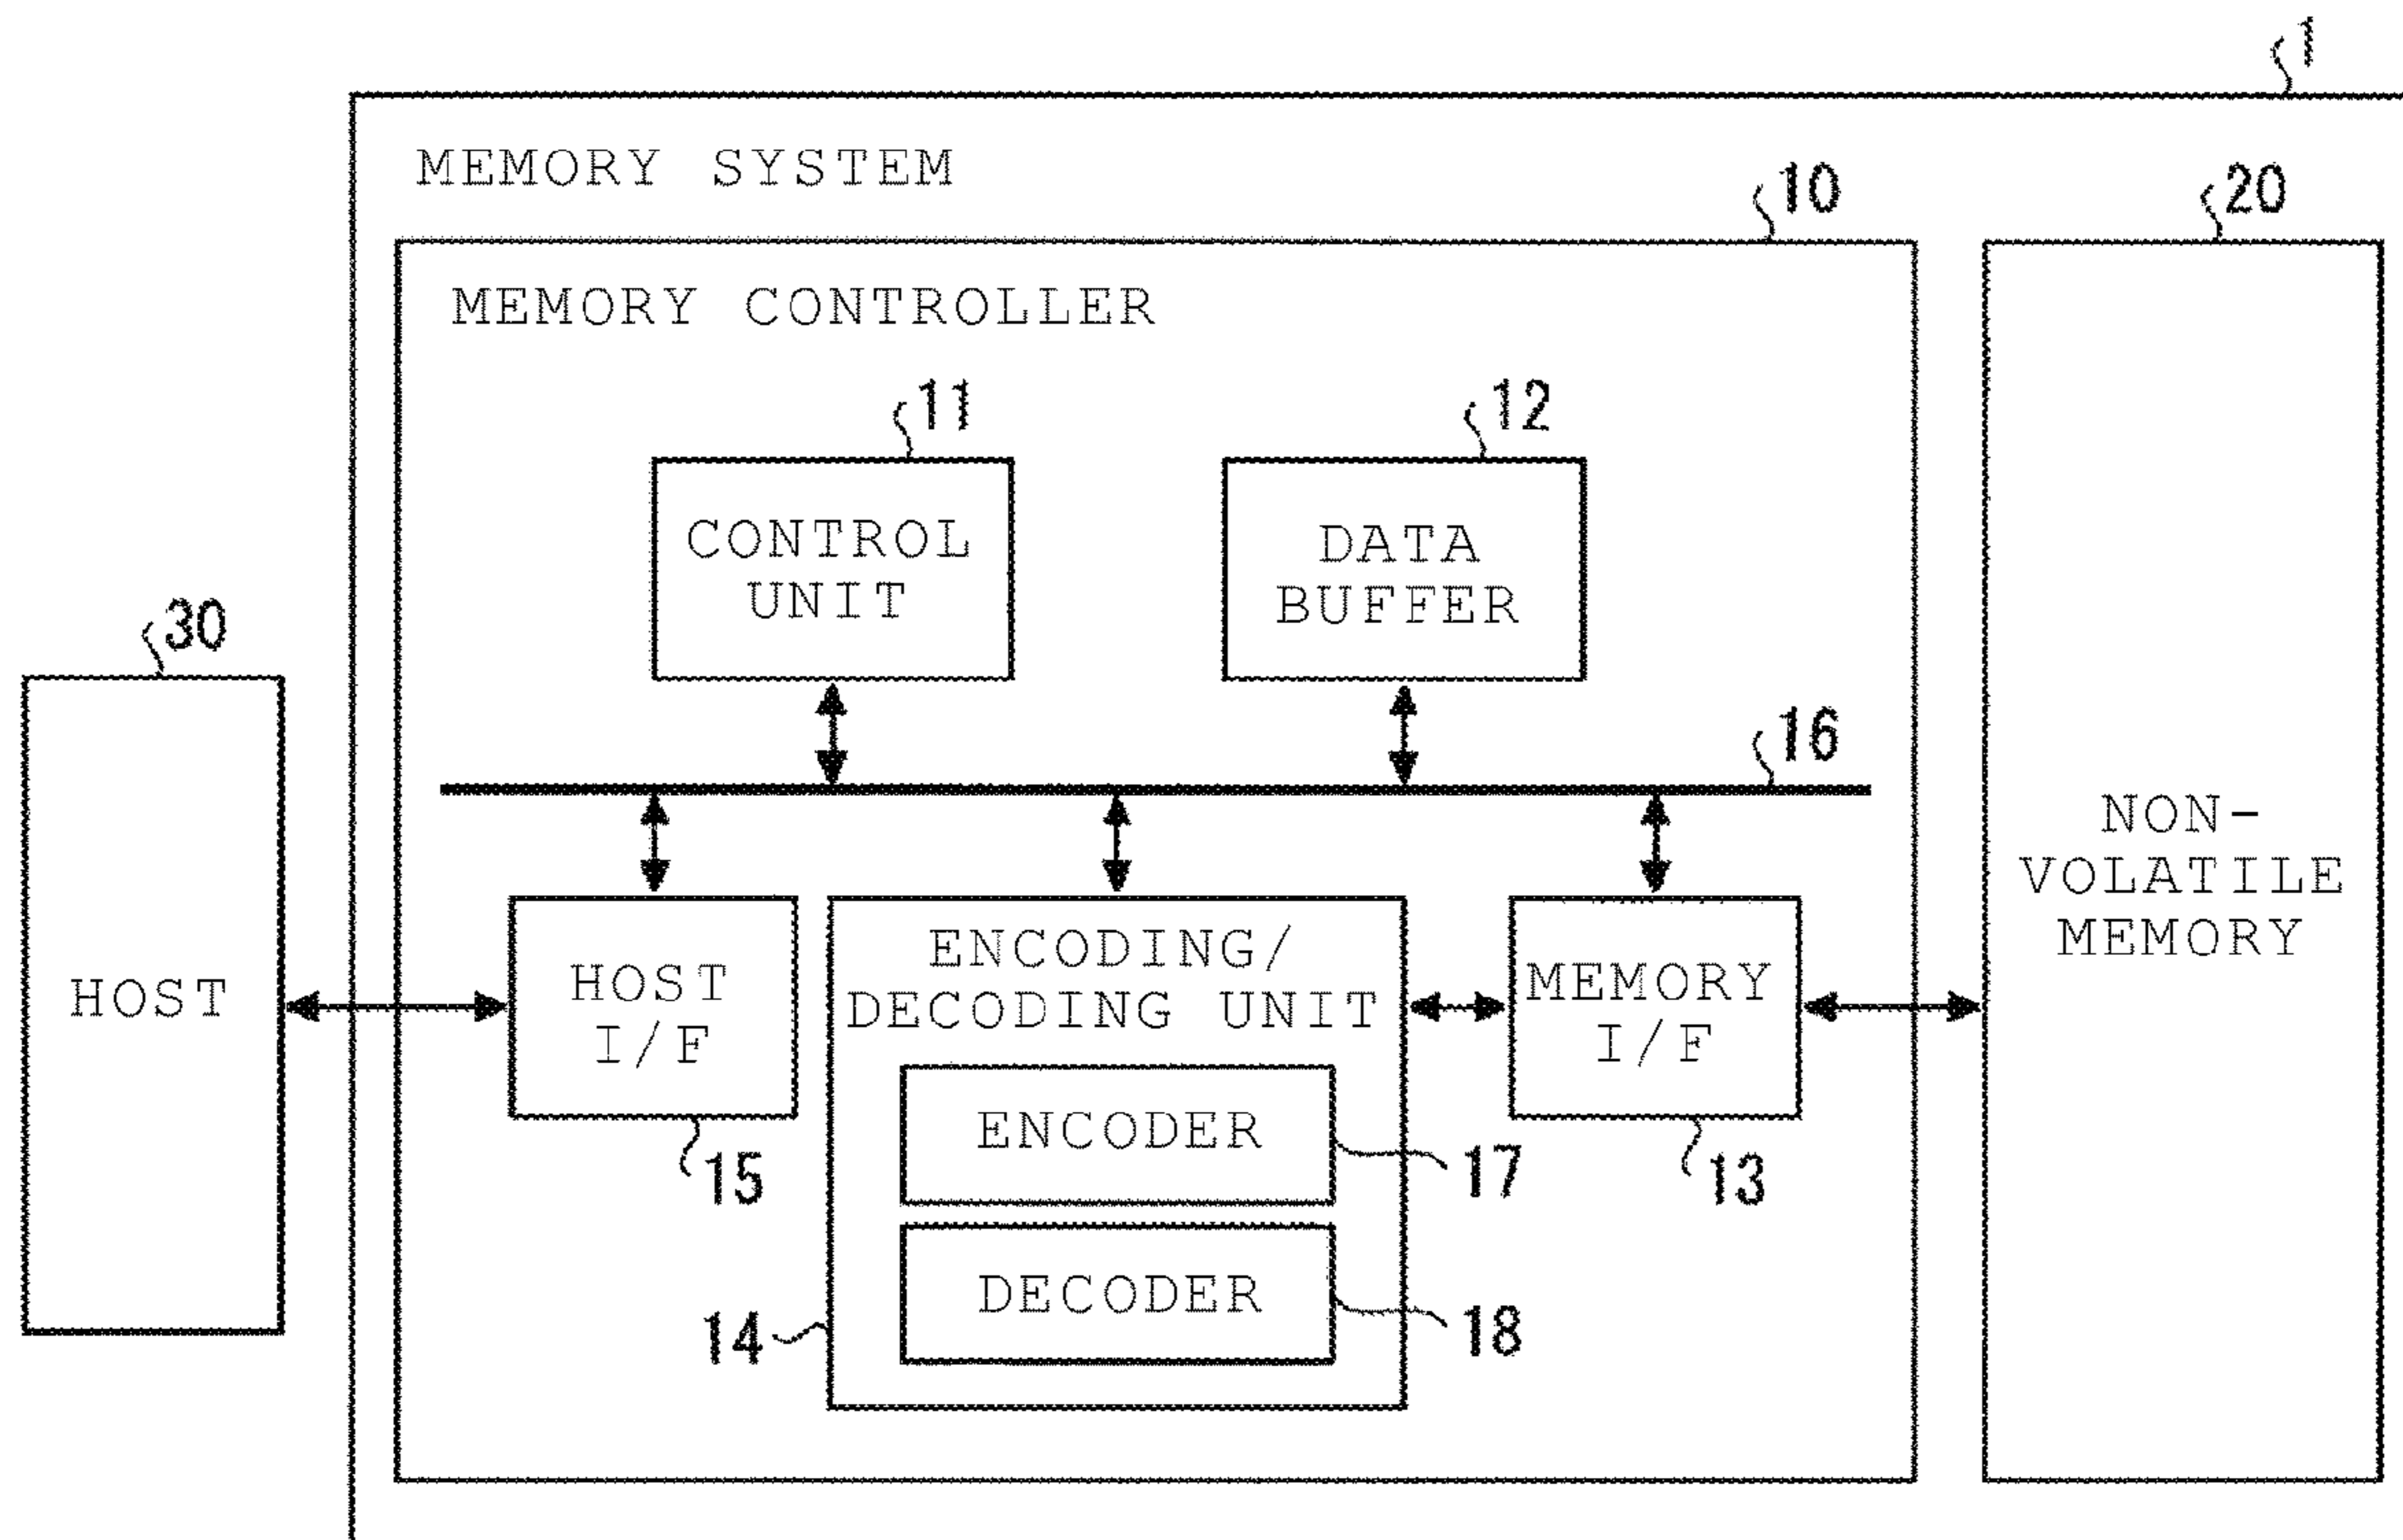 1
MEMORY SYSTEM
10
20
MEMORY CONTROLLER
11
12
CONTROL
UNIT
DATA
BUFFER
30
16
HOST
NON-
VOLATILE
MEMORY
HOST
I/F
15
ENCODING/
DECODING UNIT
ENCODER
17
DECODER
18
14
MEMORY
I/F
13